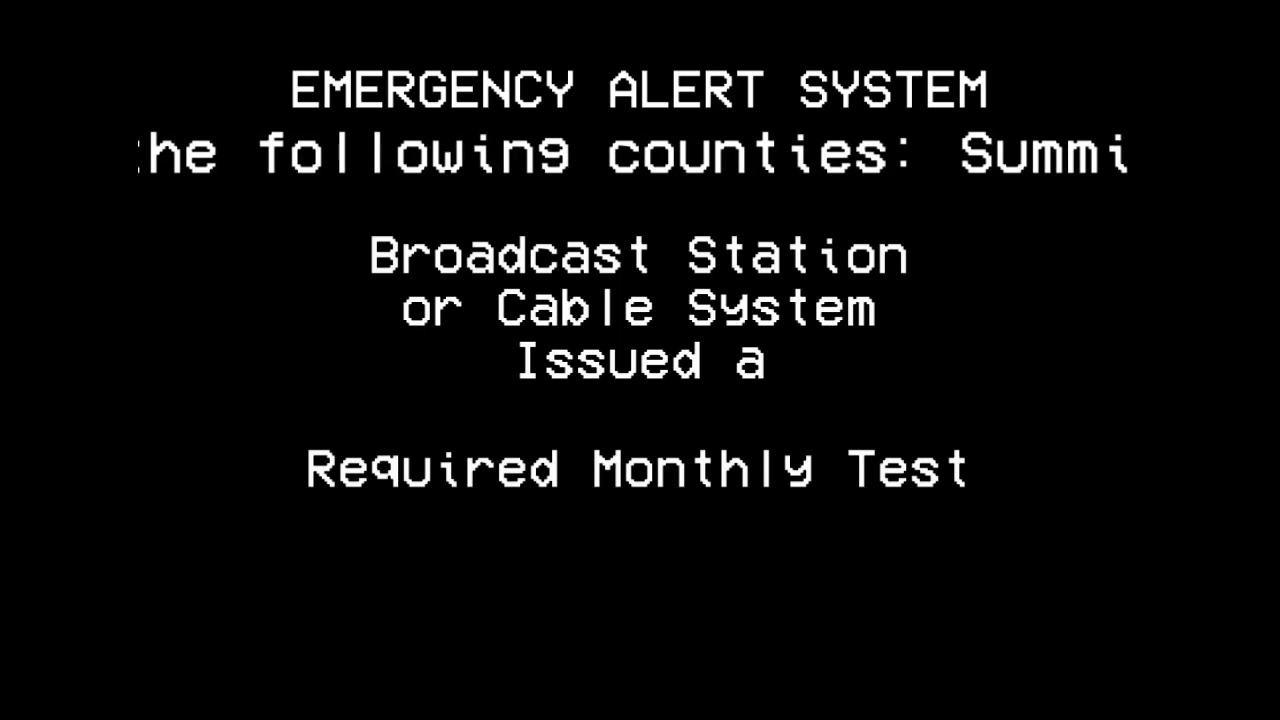 EMERGENCY ALERT SYSTEM
he following counties: Summi
Broadcast Station
or Cable System
Issued a
Required Monthly Test